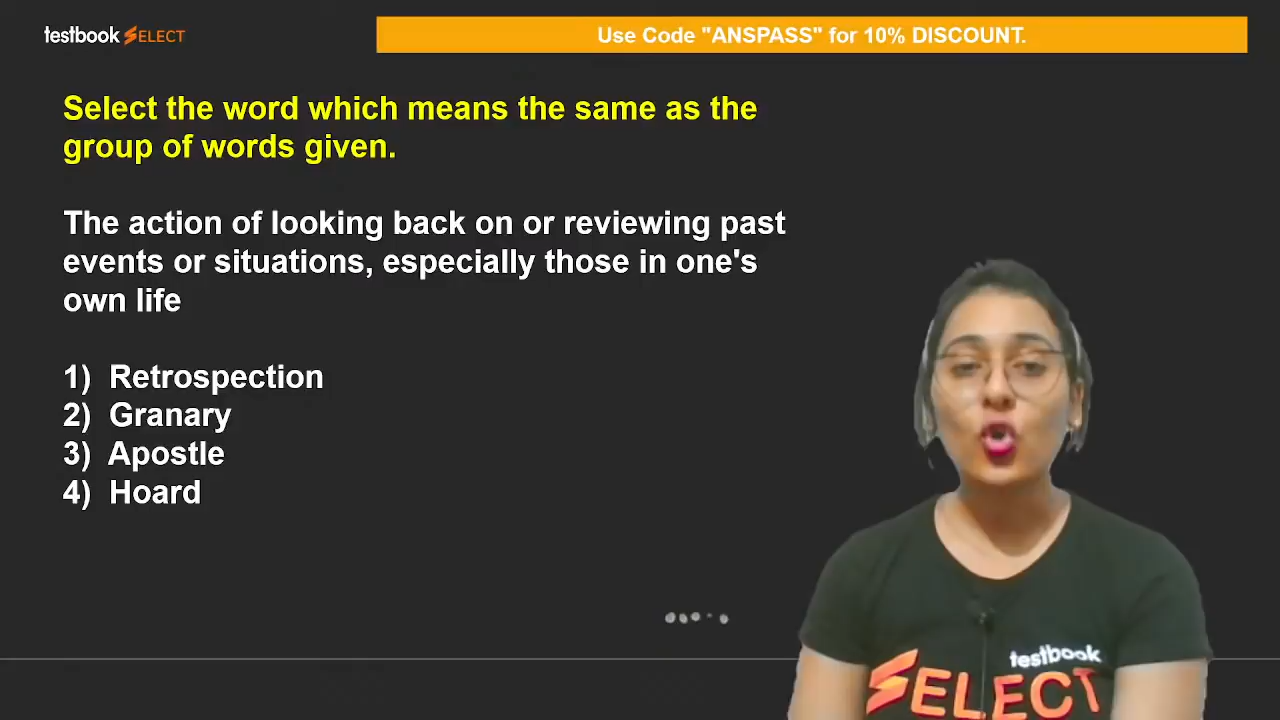 testbook SELECT
Use Code "ANSPASS" for 10% DISCOUNT.
Select the word which means the same as the
group of words given.
The action of looking back on or reviewing past
events or situations, especially those in one's
own life
1) Retrospection
2) Granary
3) Apostle
4) Hoard
testbook
SELECT